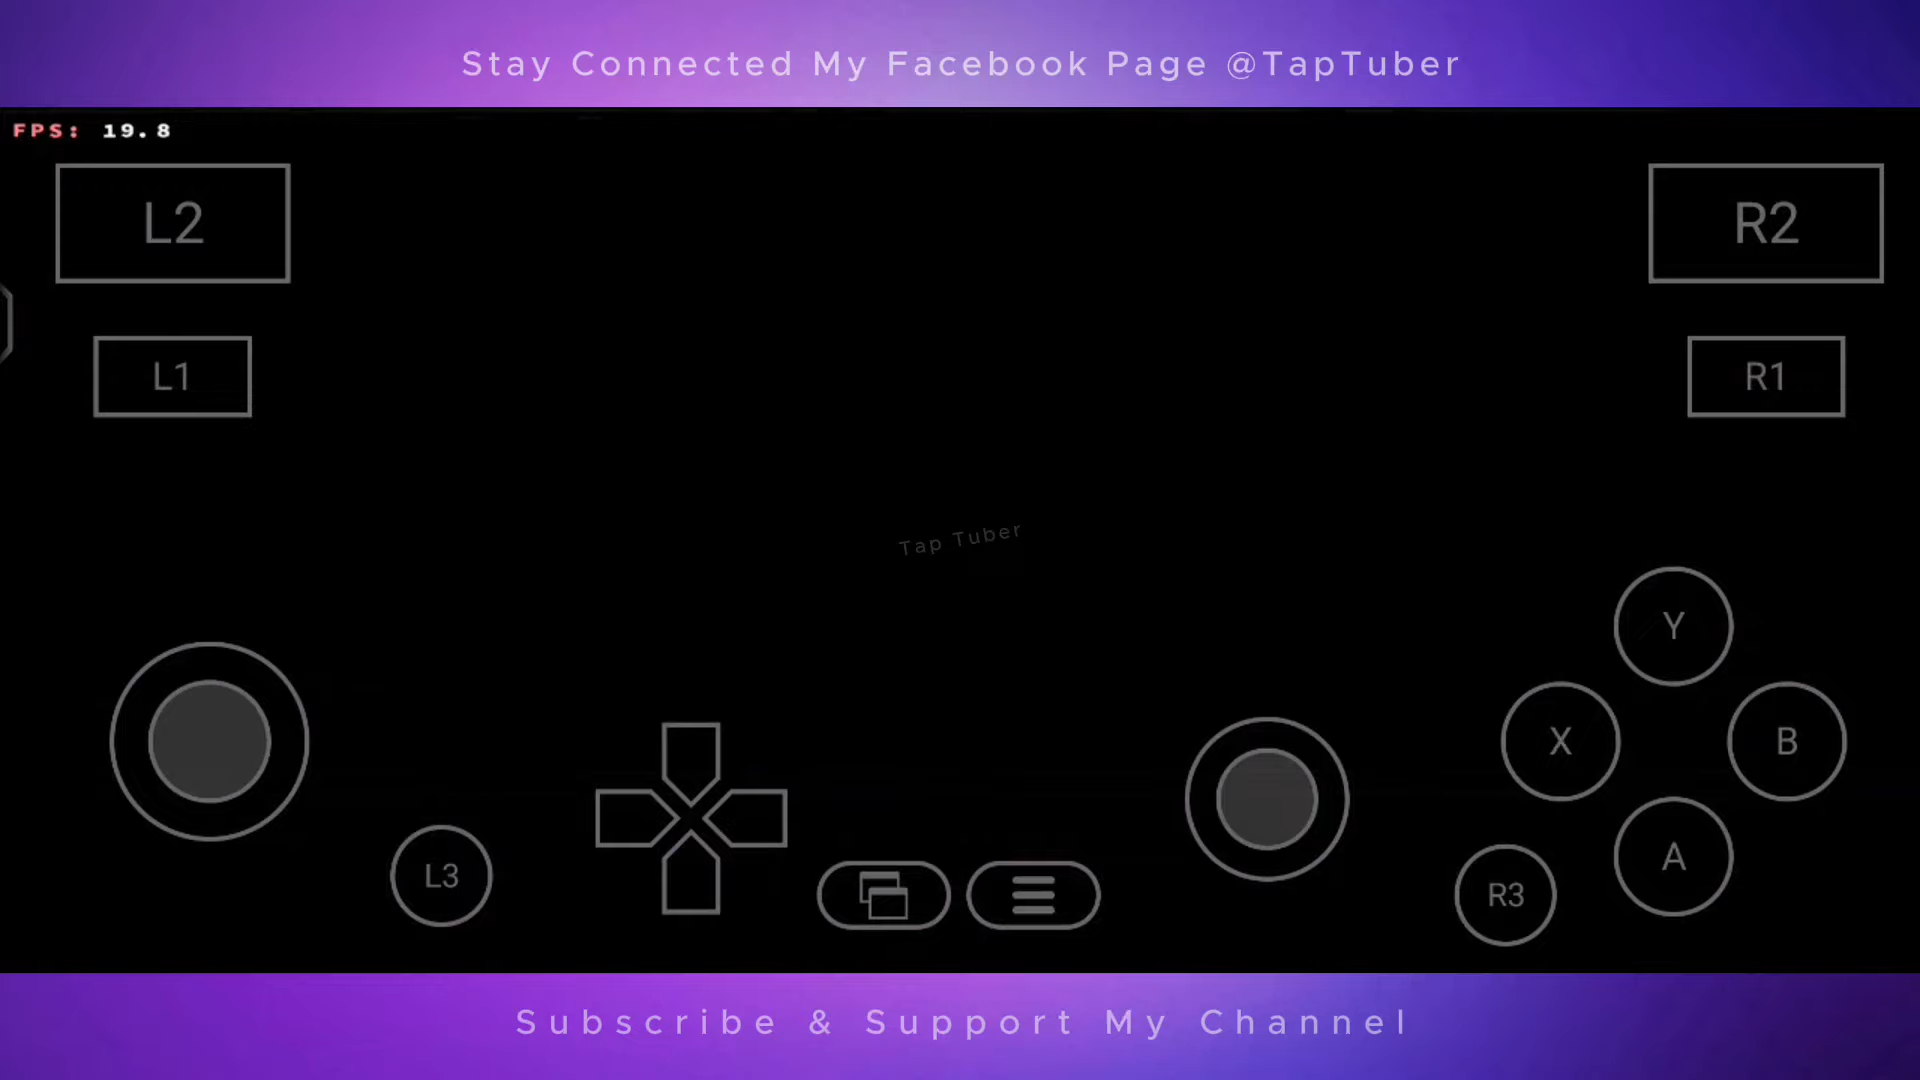 Stay Connected My Facebook Page @TapTuber
FPS: 19.8
L2
R2
L1
R1
Tap Tuber
Y
X
B
A
L3
R3
Subscribe & Support My Channel